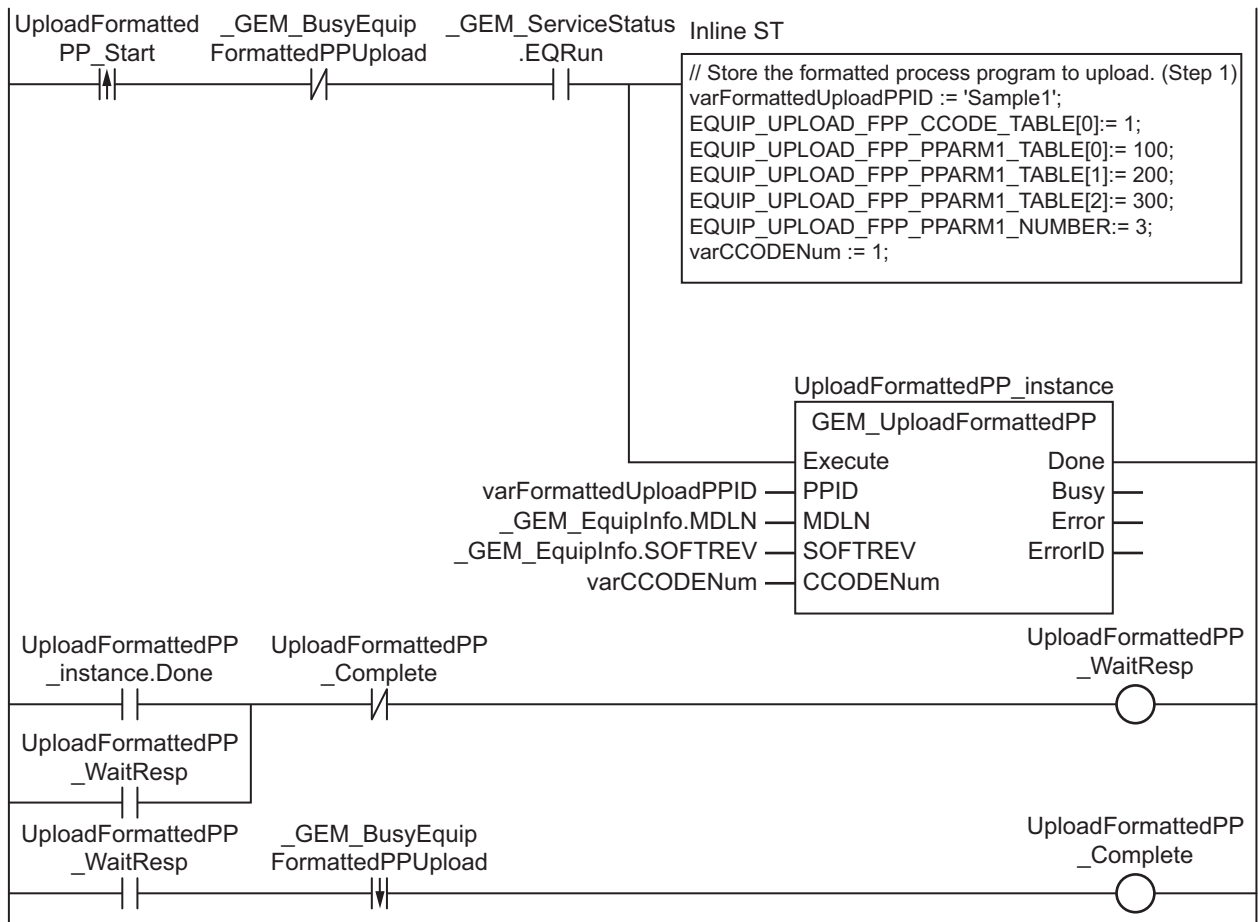 UploadFormatted
PP_Start
_GEM_BusyEquip
FormattedPPUpload
_GEM_ServiceStatus
.EQRun
Inline ST
// Store the formatted process program to upload. (Step 1)
varFormattedUploadPPID := 'Sample1';
EQUIP_UPLOAD_FPP_CCODE_TABLE[0]:= 1;
EQUIP_UPLOAD_FPP_PPARM1_TABLE[0]:= 100;
EQUIP_UPLOAD_FPP_PPARM1_TABLE[1]:= 200;
EQUIP_UPLOAD_FPP_PPARM1_TABLE[2]:= 300;
EQUIP_UPLOAD_FPP_PPARM1_NUMBER:= 3;
varCCODENum := 1;
UploadFormattedPP_instance
GEM_UploadFormattedPP
Execute Done
varFormattedUploadPPID PPID Busy
_GEM_EquipInfo.MDLN MDLN Error
_GEM_EquipInfo.SOFTREV SOFTREV ErrorID
varCCODENum CCODENum
UploadFormattedPP
_instance.Done
UploadFormattedPP
_Complete
UploadFormattedPP
_WaitResp
UploadFormattedPP
_WaitResp
UploadFormattedPP
_WaitResp
_GEM_BusyEquip
FormattedPPUpload
UploadFormattedPP
_Complete